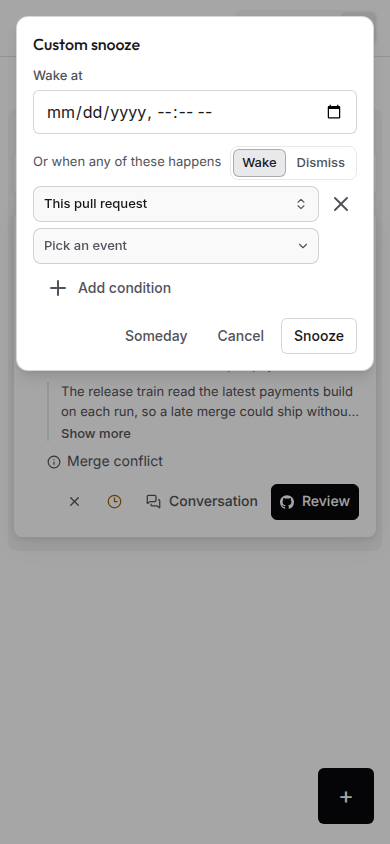 Custom snooze
Wake at
mm/dd/yyyy, --:-- --
Or when any of these happens
Wake
Dismiss
This pull request
Pick an event
Add condition
Someday
Cancel
Snooze
The release train read the latest payments build
on each run, so a late merge could ship withou...
Show more
Merge conflict
Conversation
Review